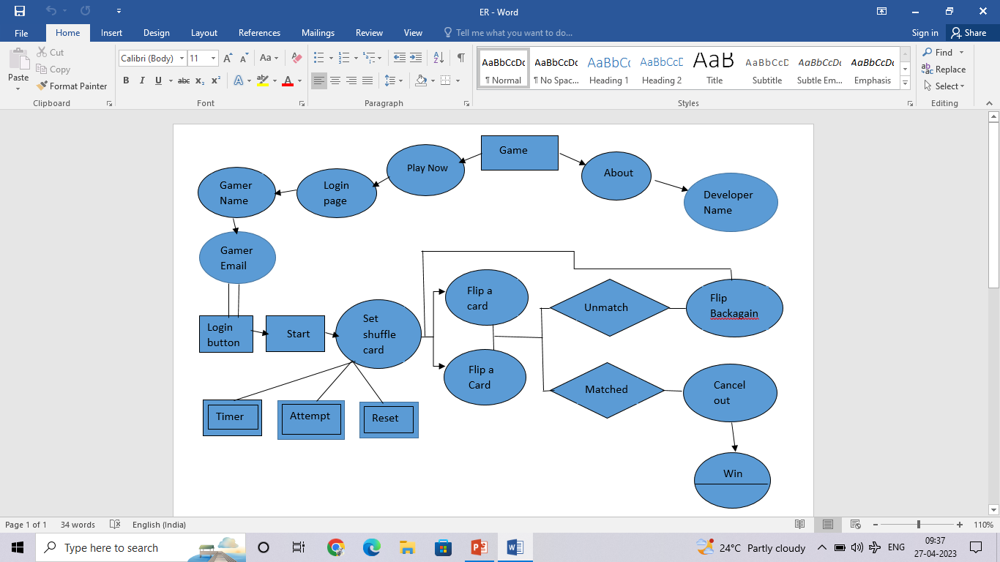 ER - Word
File Home Insert Design Layout References Mailings Review View Tell me what you want to do... Sign in Share
Paste
Cut
Copy
Format Painter
Clipboard
Calibri (Body) 11
Font
Paragraph
AaBbCcDc AaBbCcDc AaBbCc AaBbCcD AaB AaBbCcD AaBbCcDc AaBbCcDc
¶ Normal ¶ No Spac... Heading 1 Heading 2 Title Subtitle Subtle Em... Emphasis
Styles
Find
Replace
Select
Editing
Game
Play Now
About
Login
page
Gamer
Name
Developer
Name
Gamer
Email
Flip a
card
Unmatch
Flip
Backagain
Login
button
Start
Set
shuffle
card
Flip a
Card
Matched
Cancel
out
Timer
Attempt
Reset
Win
Page 1 of 1 34 words English (India) 110%
Type here to search
24°C Partly cloudy ENG
09:37
27-04-2023